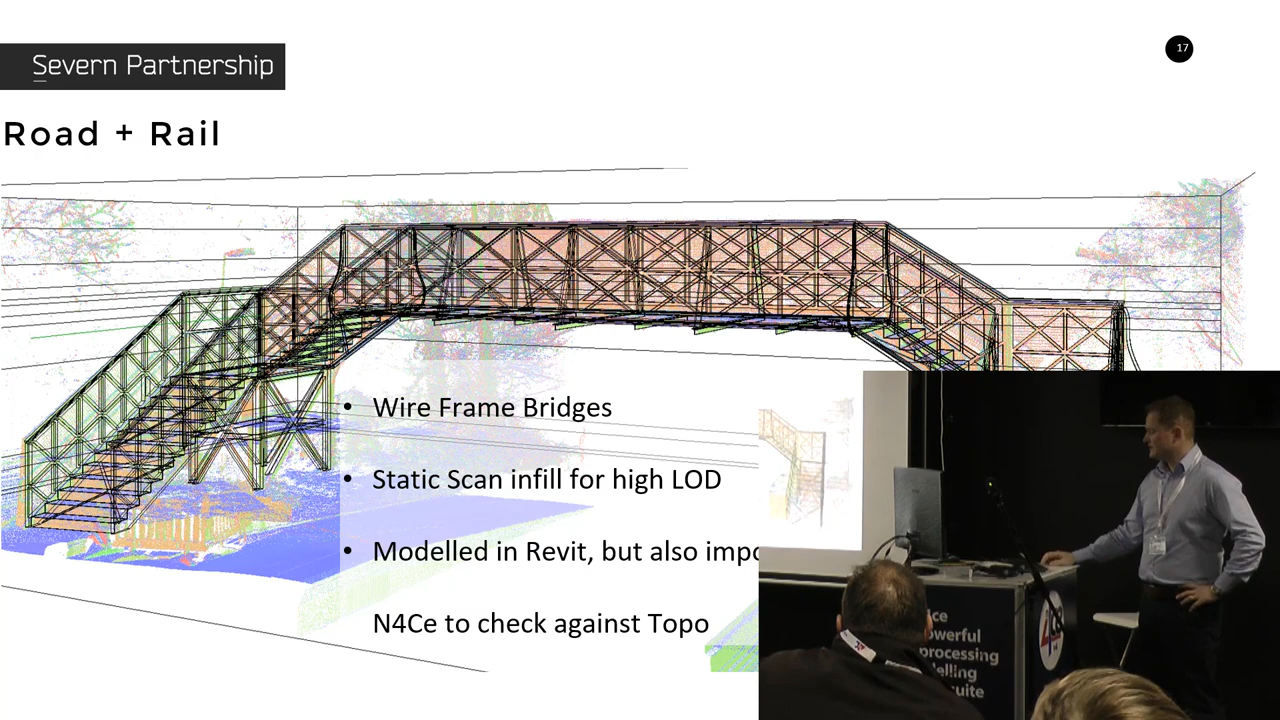 17
Severn Partnership
Road + Rail
• Wire Frame Bridges
• Static Scan infill for high LOD
• Modelled in Revit, but also impo
N4Ce to check against Topo
processing